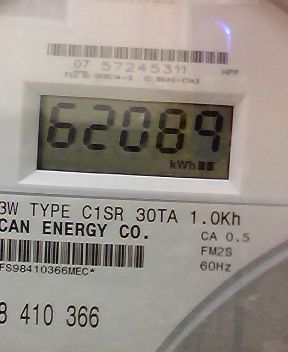 07 57245311
62089
kWh
3W TYPE C1SR 30TA 1.0Kh
CAN ENERGY CO.
CA 0.5
FM2S
60Hz
FS98410366MEC*
8 410 366